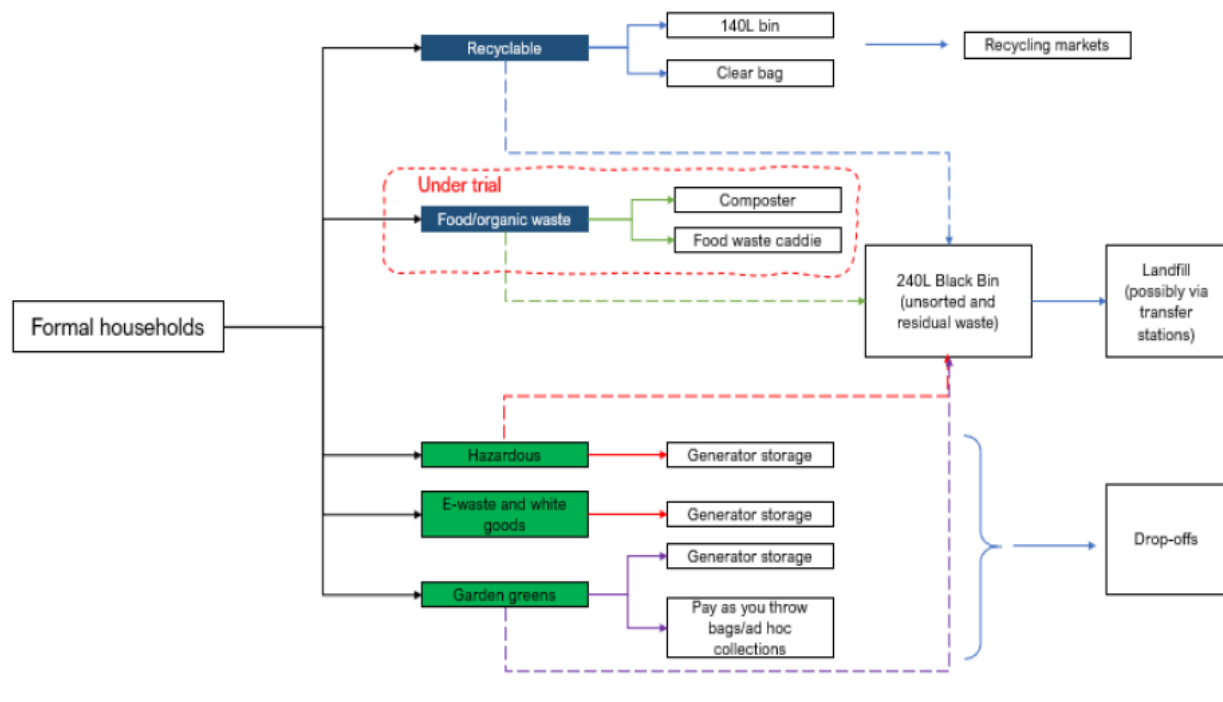 Recyclable
140L bin
Clear bag
Recycling markets
Under trial
Food/organic waste
Composter
Food waste caddie
Formal households
240L Black Bin
(unsorted and
residual waste)
Landfill
(possibly via
transfer
stations)
Hazardous
Generator storage
E-waste and white
goods
Generator storage
Garden greens
Generator storage
Pay as you throw
bags/ad hoc
collections
Drop-offs